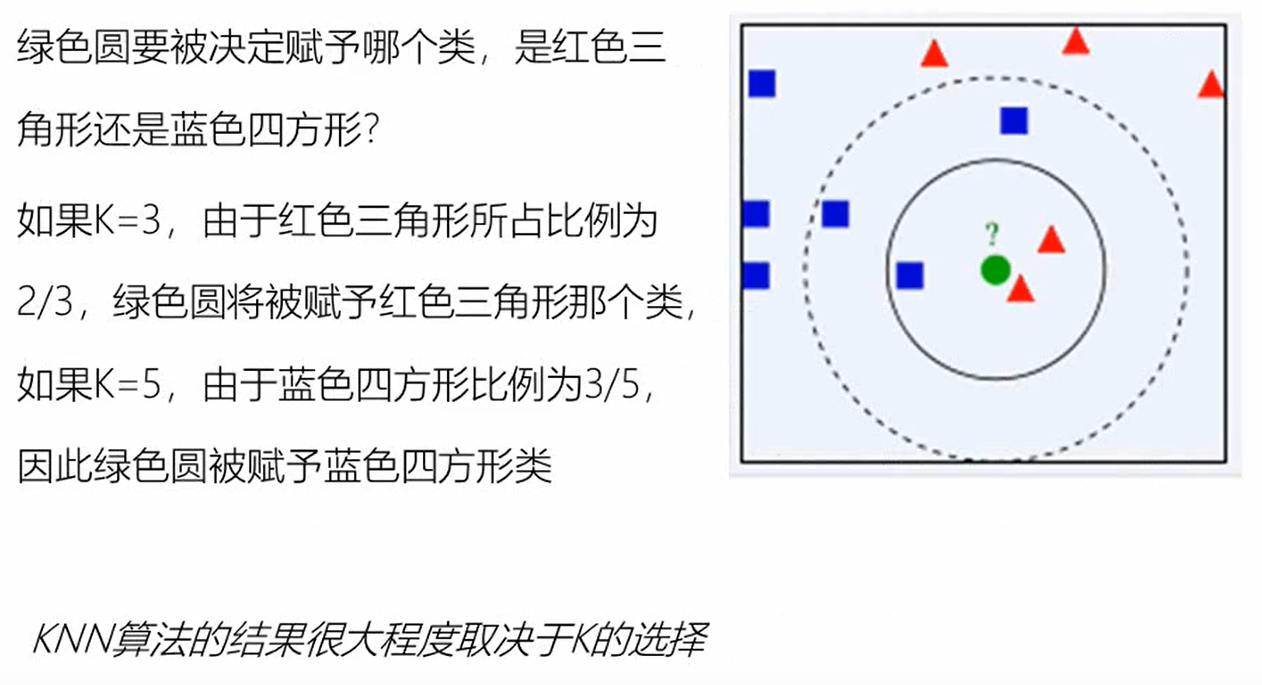 绿色圆要被决定赋予哪个类，是红色三
角形还是蓝色四方形？
如果K=3，由于红色三角形所占比例为
2/3，绿色圆将被赋予红色三角形那个类，
如果K=5，由于蓝色四方形比例为3/5，
因此绿色圆被赋予蓝色四方形类
?
KNN算法的结果很大程度取决于K的选择